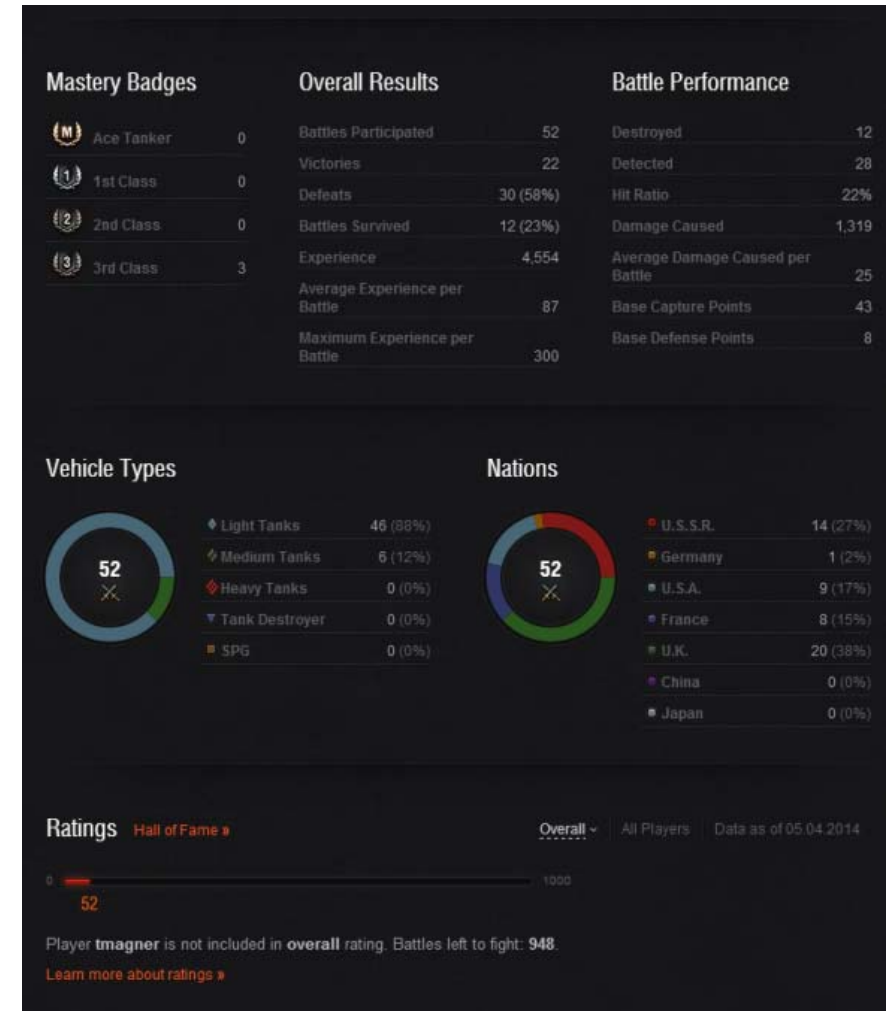 Mastery Badges
M Ace Tanker 0
1 1st Class 0
2 2nd Class 0
3 3rd Class 3
Overall Results
Battles Participated 52
Victories 22
Defeats 30 (58%)
Battles Survived 12 (23%)
Experience 4,554
Average Experience per
Battle 87
Maximum Experience per
Battle 300
Battle Performance
Destroyed 12
Detected 28
Hit Ratio 22%
Damage Caused 1,319
Average Damage Caused per
Battle 25
Base Capture Points 43
Base Defense Points 8
Vehicle Types
52
Light Tanks 46 (88%)
Medium Tanks 6 (12%)
Heavy Tanks 0 (0%)
Tank Destroyer 0 (0%)
SPG 0 (0%)
Nations
52
U.S.S.R. 14 (27%)
Germany 1 (2%)
U.S.A. 9 (17%)
France 8 (15%)
U.K. 20 (38%)
China 0 (0%)
Japan 0 (0%)
Ratings Hall of Fame » Overall All Players Data as of 05.04.2014
0 1000
52
Player tmagner is not included in overall rating. Battles left to fight: 948.
Learn more about ratings »